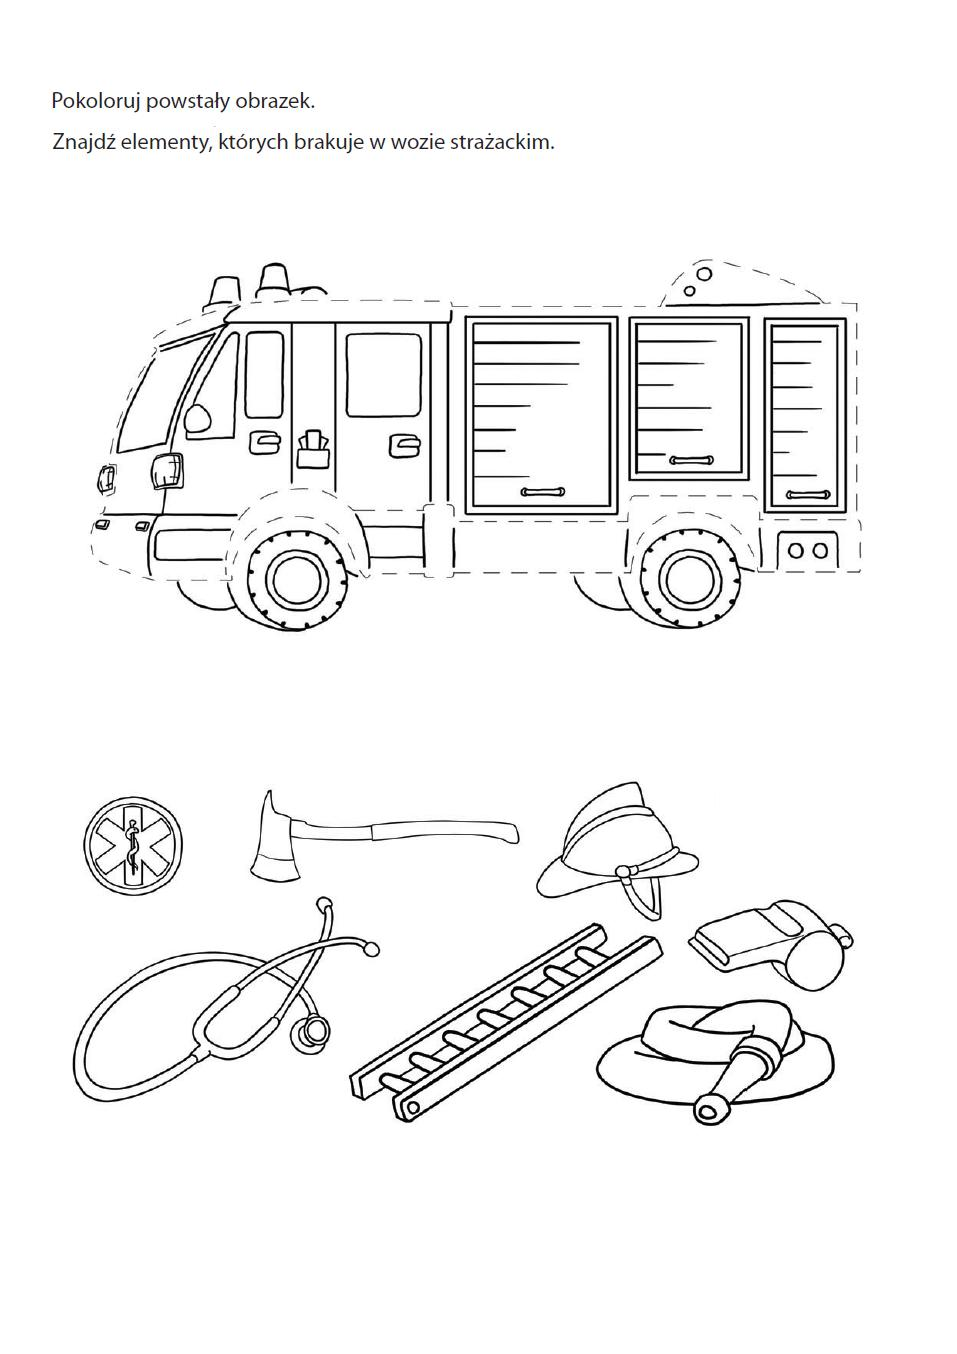 Pokoloruj powstały obrazek.
Znajdź elementy, których brakuje w wozie strażackim.